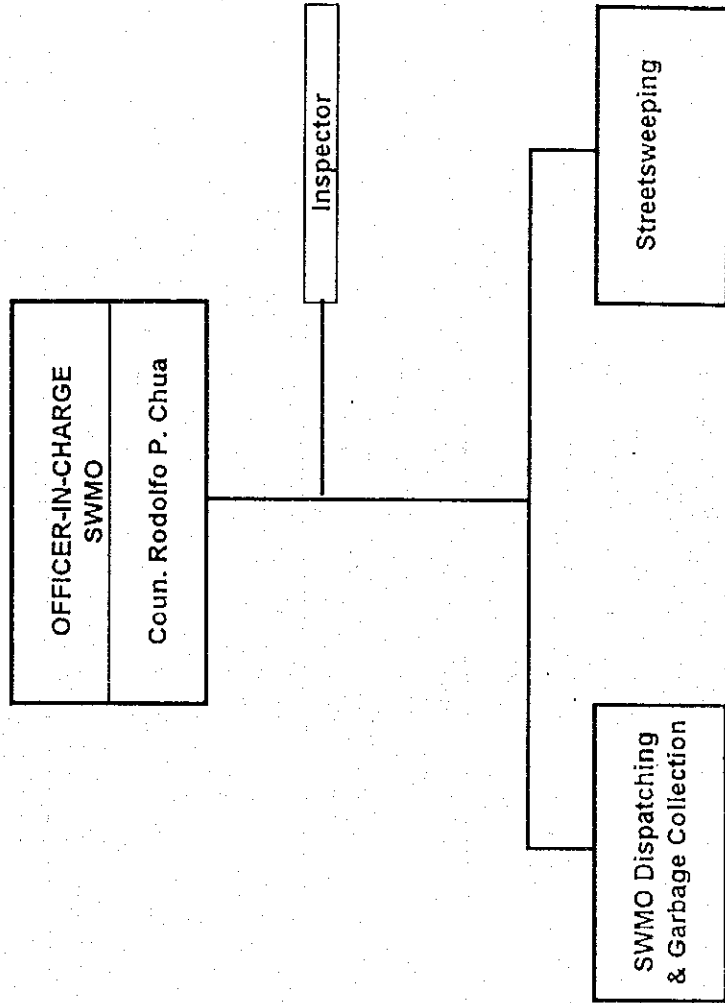 OFFICER-IN-CHARGE
SWMO
Coun. Rodolfo P. Chua
Inspector
SWMO Dispatching
& Garbage Collection
Streetsweeping